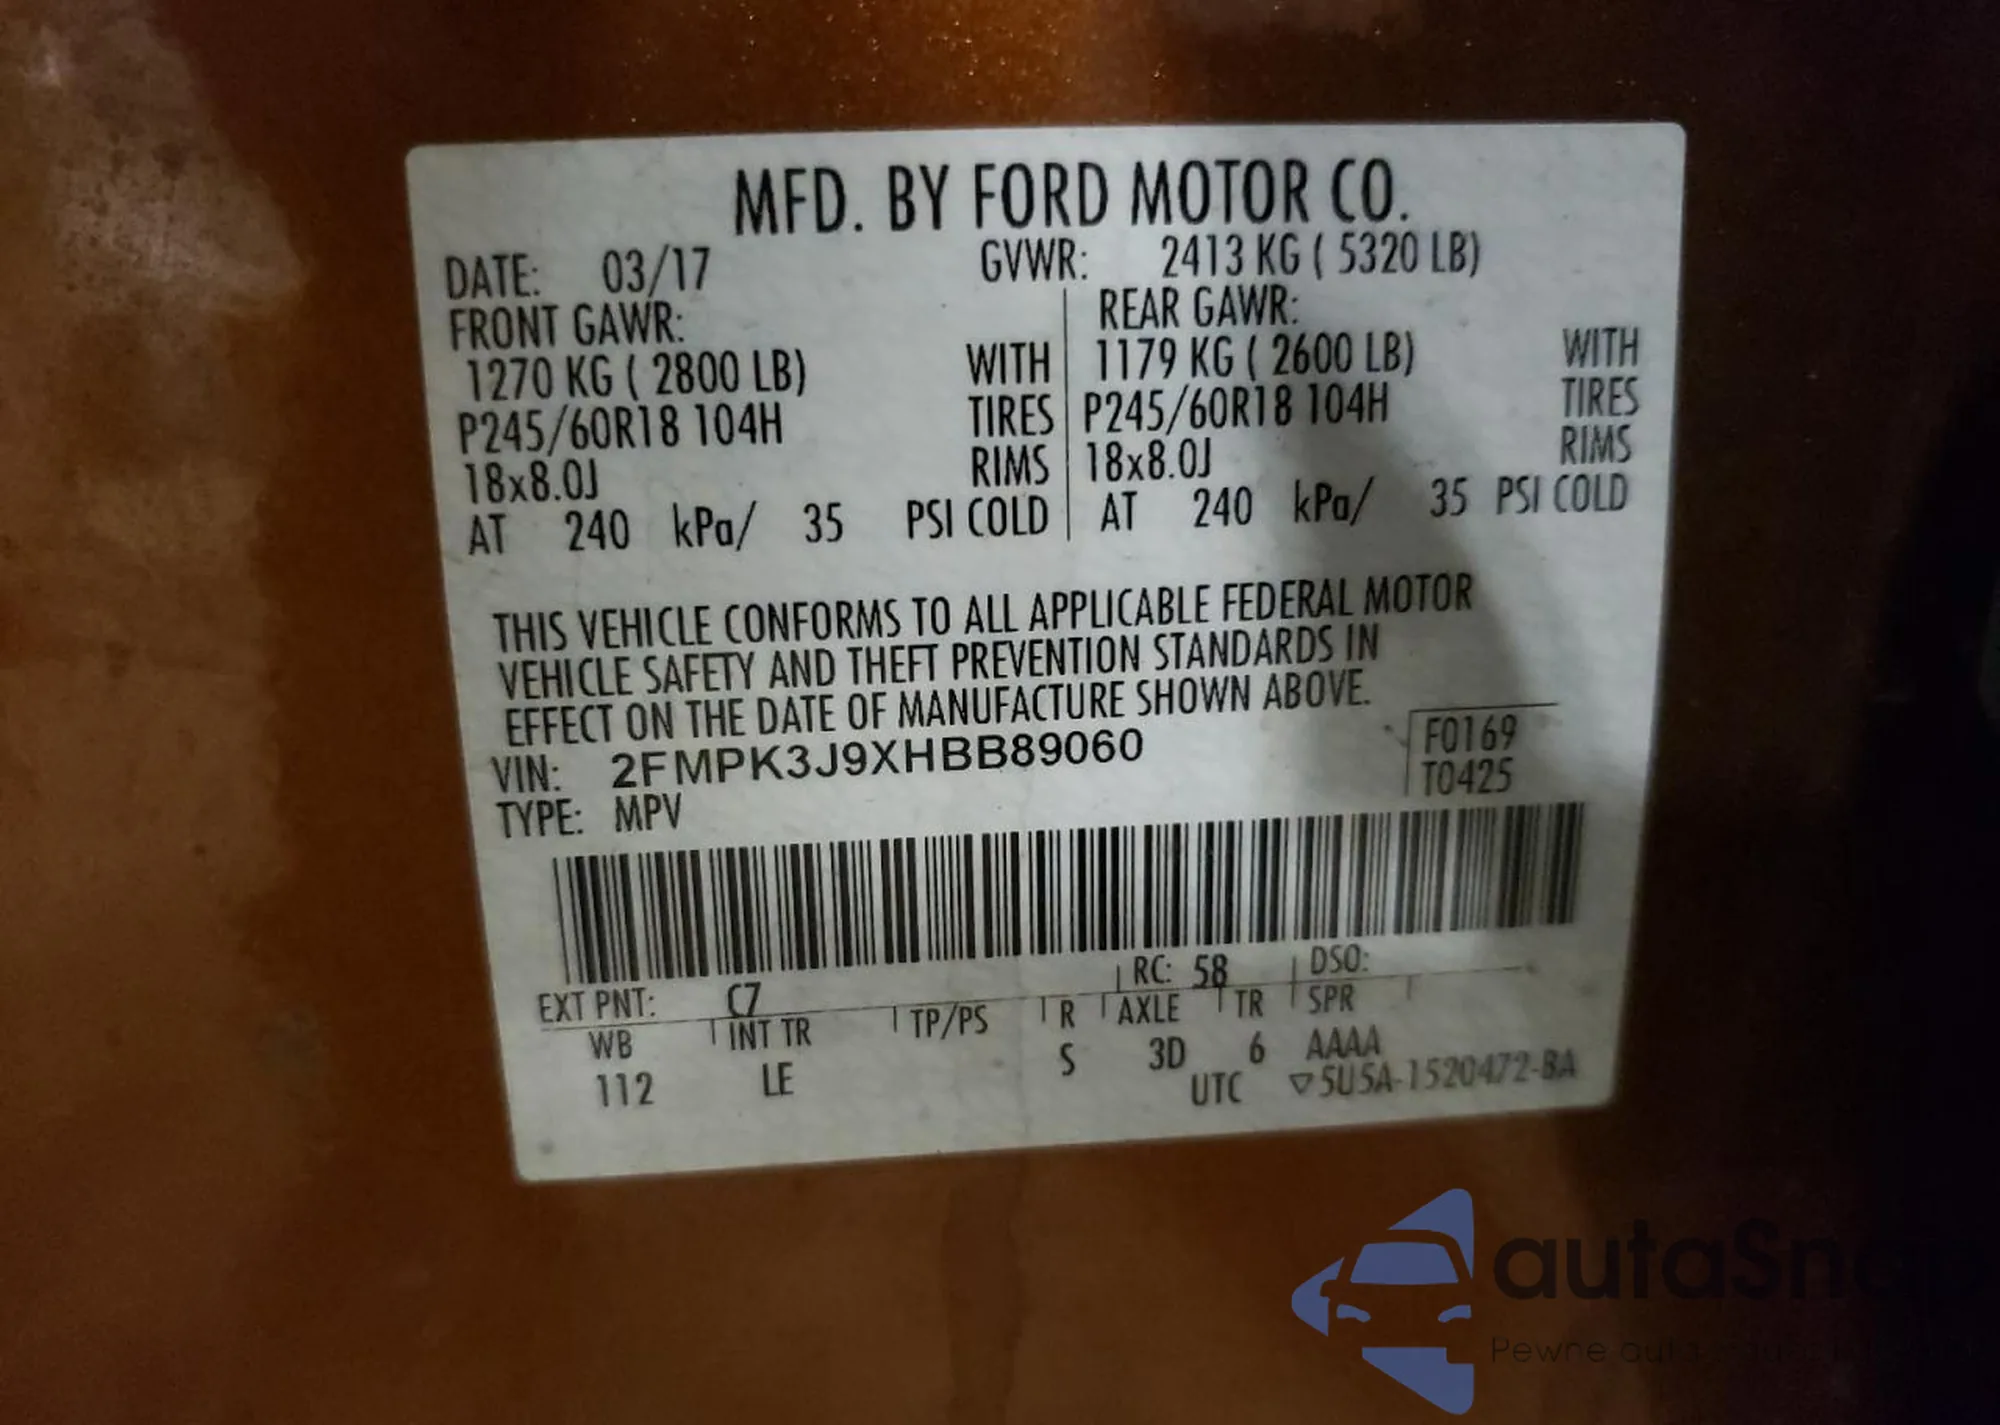 MFD. BY FORD MOTOR CO.
DATE: 03/17 GVWR: 2413 KG ( 5320 LB)
FRONT GAWR: REAR GAWR:
1270 KG ( 2800 LB) WITH 1179 KG ( 2600 LB) WITH
P245/60R18 104H TIRES P245/60R18 104H TIRES
18x8.0J RIMS 18x8.0J RIMS
AT 240 kPa/ 35 PSI COLD AT 240 kPa/ 35 PSI COLD
THIS VEHICLE CONFORMS TO ALL APPLICABLE FEDERAL MOTOR
VEHICLE SAFETY AND THEFT PREVENTION STANDARDS IN
EFFECT ON THE DATE OF MANUFACTURE SHOWN ABOVE.
F0169
VIN: 2FMPK3J9XHBB89060
T0425
TYPE: MPV
EXT PNT: C7 RC: 58 DSO:
WB INT TR TP/PS R AXLE TR SPR
112 LE S 3D 6 AAAA
UTC ▽5U5A-1520472-BA
autaSn
Pewne auta